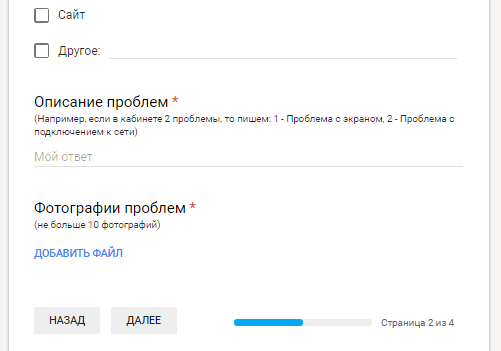 Сайт
Другое:
Описание проблем *
(Например, если в кабинете 2 проблемы, то пишем: 1 - Проблема с экраном, 2 - Проблема с
подключением к сети)
Мой ответ
Фотографии проблем *
(не больше 10 фотографий)
ДОБАВИТЬ ФАЙЛ
НАЗАД ДАЛЕЕ Страница 2 из 4